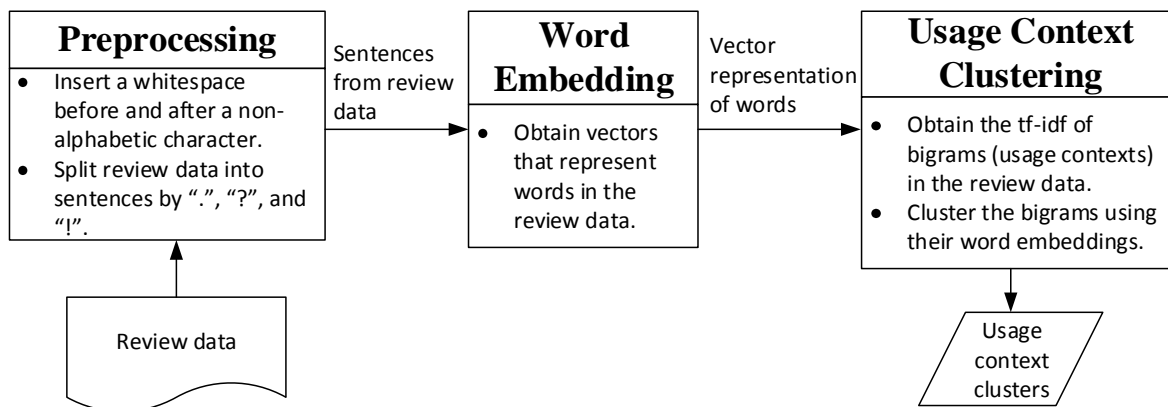 Preprocessing
● Insert a whitespace
before and after a non-
alphabetic character.
● Split review data into
sentences by “.”, “?”, and
“!”.
Sentences
from review
data
Word
Embedding
● Obtain vectors
that represent
words in the
review data.
Vector
representation
of words
Usage Context
Clustering
● Obtain the tf-idf of
bigrams (usage contexts)
in the review data.
● Cluster the bigrams using
their word embeddings.
Review data
Usage
context
clusters